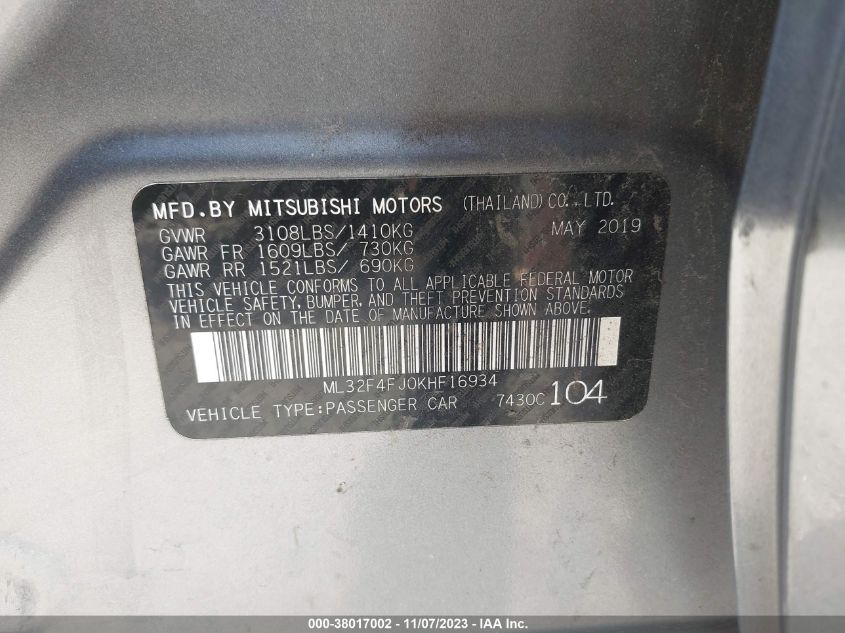 MFD.BY MITSUBISHI MOTORS (THAILAND) CO., LTD.
GVWR 3108LBS/1410KG MAY 2019
GAWR FR 1609LBS/ 730KG
GAWR RR 1521LBS/ 690KG
THIS VEHICLE CONFORMS TO ALL APPLICABLE FEDERAL MOTOR
VEHICLE SAFETY, BUMPER, AND THEFT PREVENTION STANDARDS
IN EFFECT ON THE DATE OF MANUFACTURE SHOWN ABOVE.
ML32F4FJ0KHF16934
VEHICLE TYPE:PASSENGER CAR 7430C 104
000-38017002 - 11/07/2023 - IAA Inc.